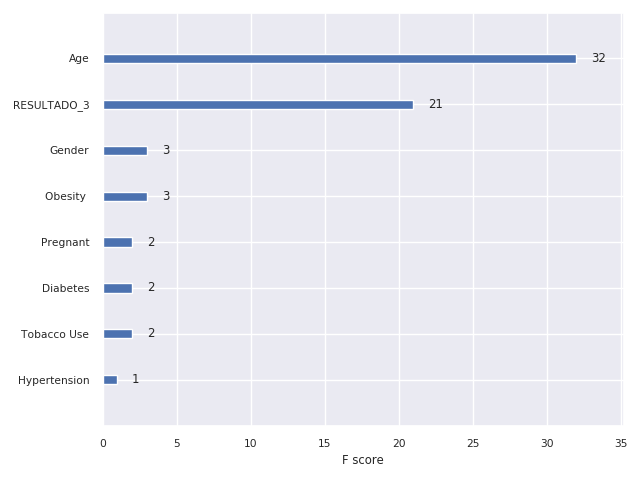 Age 32
RESULTADO_3 21
Gender 3
Obesity 3
Pregnant 2
Diabetes 2
Tobacco Use 2
Hypertension 1
0 5 10 15 20 25 30 35
F score